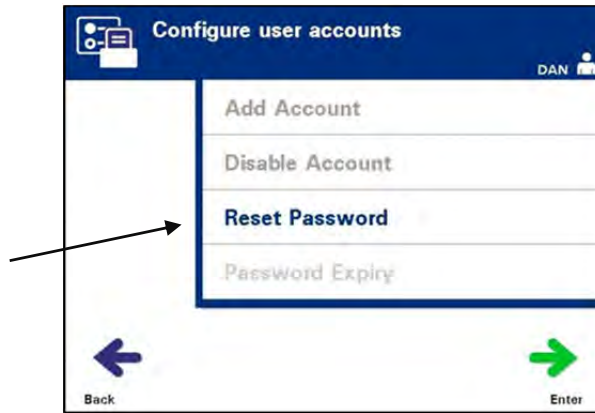 Configure user accounts
DAN
Add Account
Disable Account
Reset Password
Password Expiry
Back
Enter